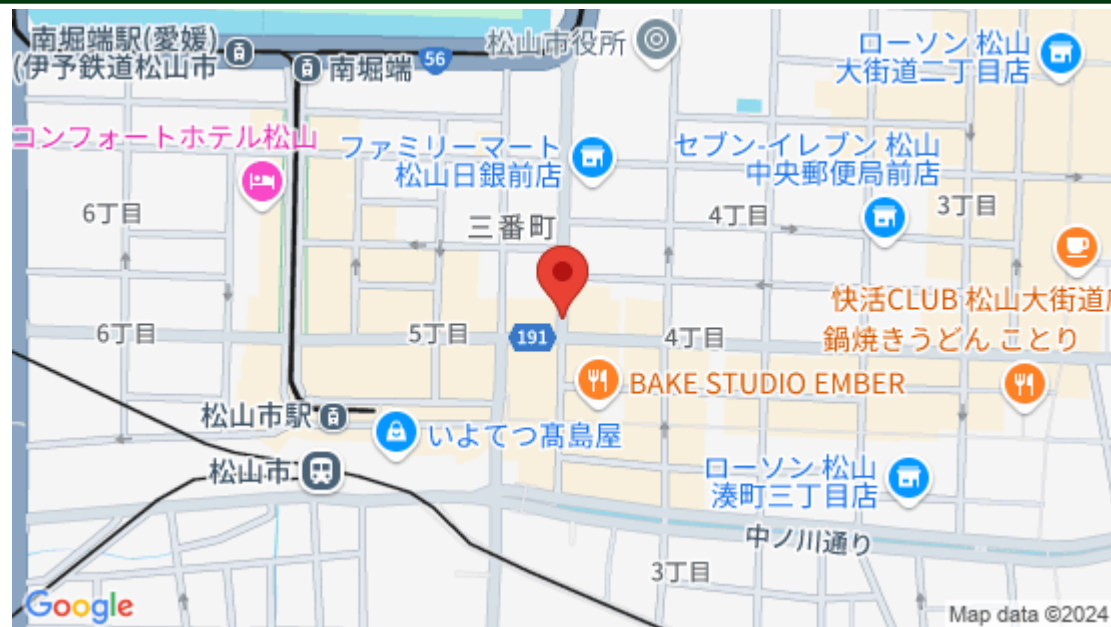 南堀端駅(愛媛)
(伊予鉄道松山市
南堀端
56
松山市役所
ローソン 松山
大街道二丁目店
コンフォートホテル松山
ファミリーマート
松山日銀前店
セブン-イレブン 松山
中央郵便局前店
6丁目
三番町
4丁目
3丁目
快活CLUB 松山大街道
6丁目
5丁目
191
4丁目
鍋焼きうどん ことり
BAKE STUDIO EMBER
松山市駅
いよてつ髙島屋
松山市
ローソン 松山
湊町三丁目店
中ノ川通り
3丁目
Google
Map data ©2024